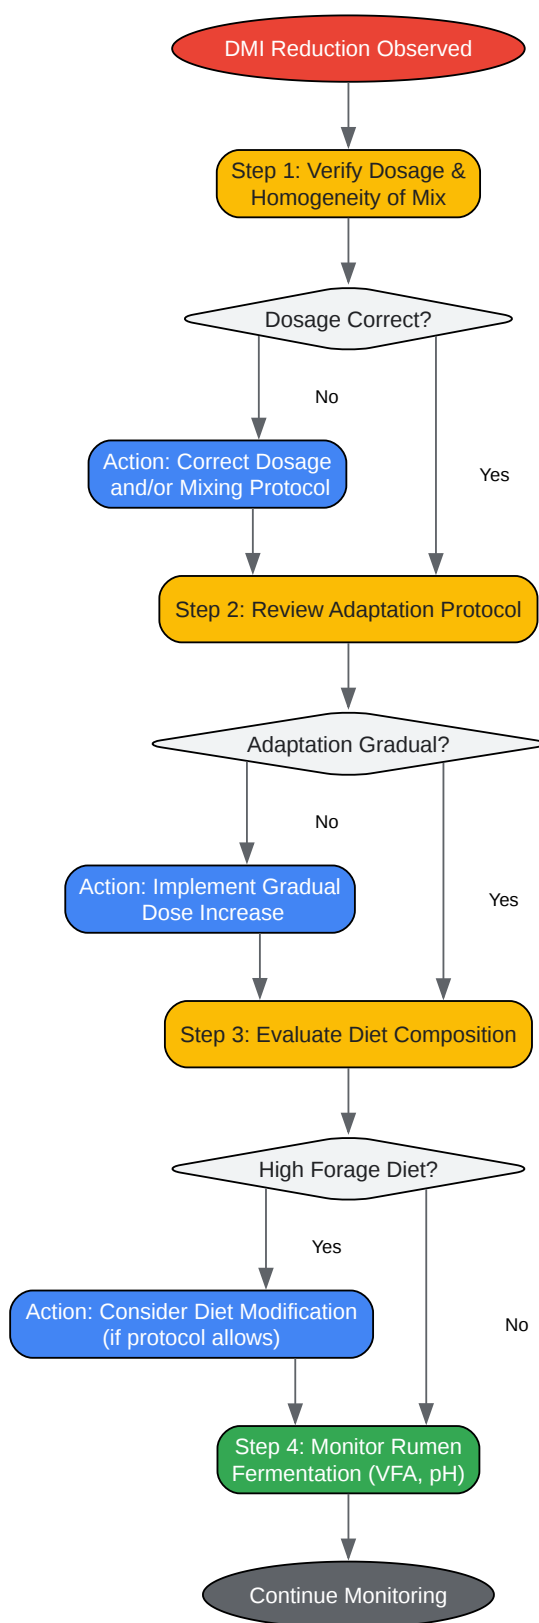 DMI Reduction Observed
Step 1: Verify Dosage &
Homogeneity of Mix
Dosage Correct?
No
Action: Correct Dosage
and/or Mixing Protocol
Yes
Step 2: Review Adaptation Protocol
Adaptation Gradual?
No
Action: Implement Gradual
Dose Increase
Yes
Step 3: Evaluate Diet Composition
High Forage Diet?
Yes
Action: Consider Diet Modification
(if protocol allows)
No
Step 4: Monitor Rumen
Fermentation (VFA, pH)
Continue Monitoring